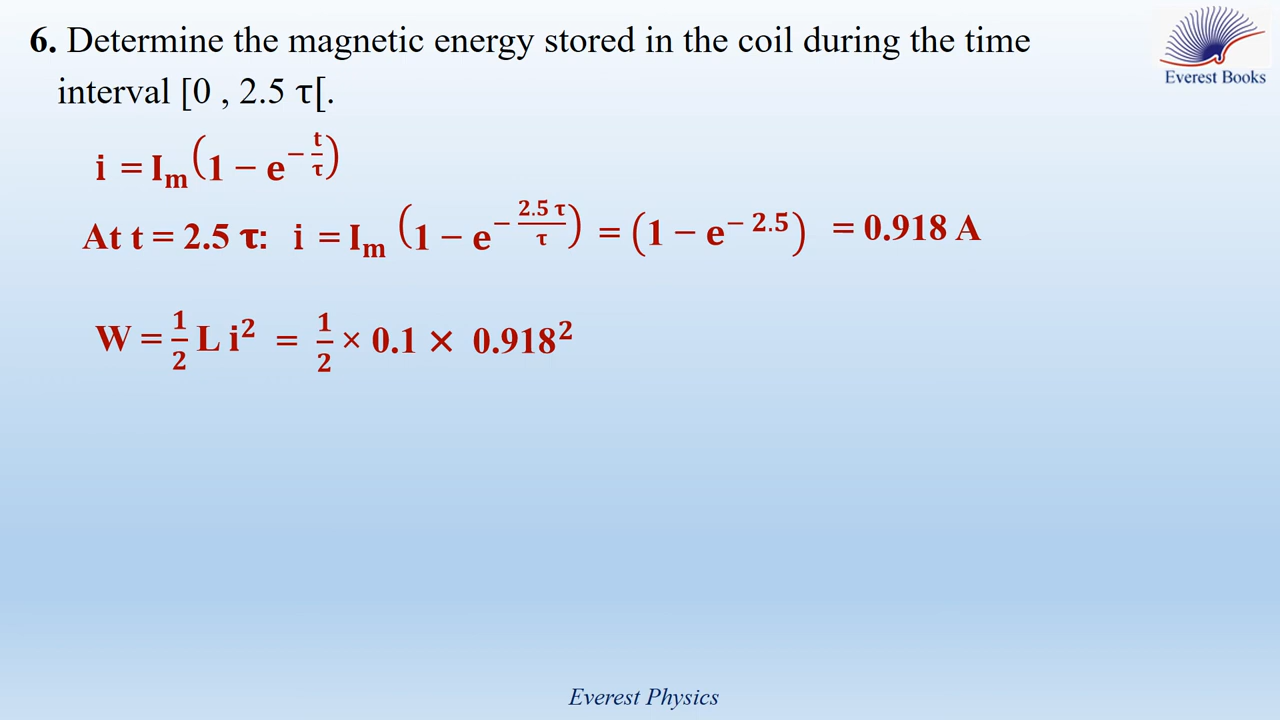 6. Determine the magnetic energy stored in the coil during the time
interval [0 , 2.5 τ[.
Everest Books
i = Iₘ(1 − e^(−t/τ))
At t = 2.5 τ: i = Iₘ (1 − e^(−2.5 τ/τ)) = (1 − e^(−2.5)) = 0.918 A
W = 1/2 L i² = 1/2 × 0.1 × 0.918²
Everest Physics